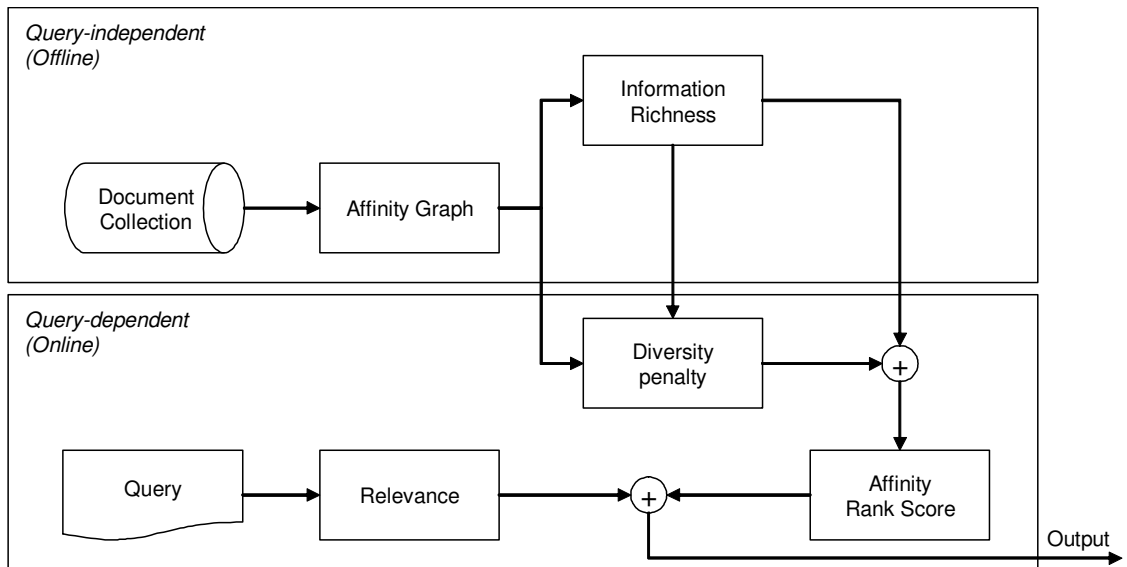 Query-independent
(Offline)
Information
Richness
Document
Collection
Affinity Graph
Query-dependent
(Online)
Diversity
penalty
+
Query
Relevance
+
Affinity
Rank Score
Output